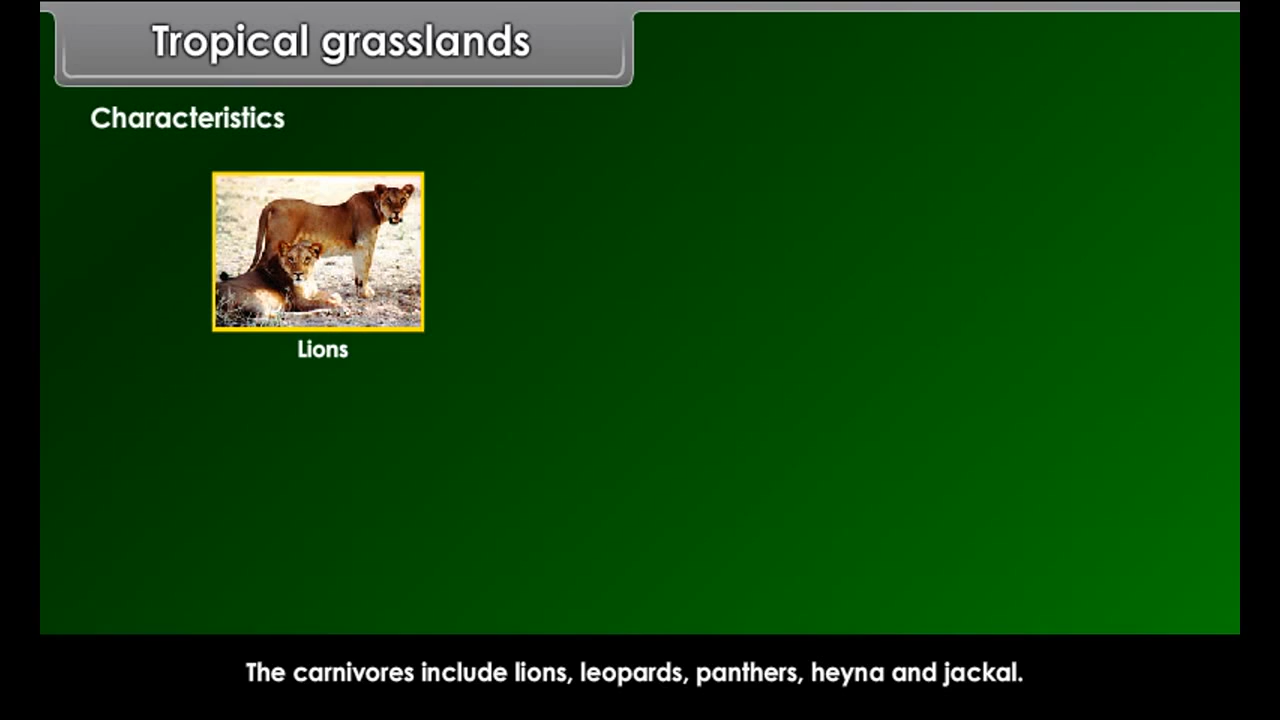 Tropical grasslands
Characteristics
Lions
The carnivores include lions, leopards, panthers, heyna and jackal.